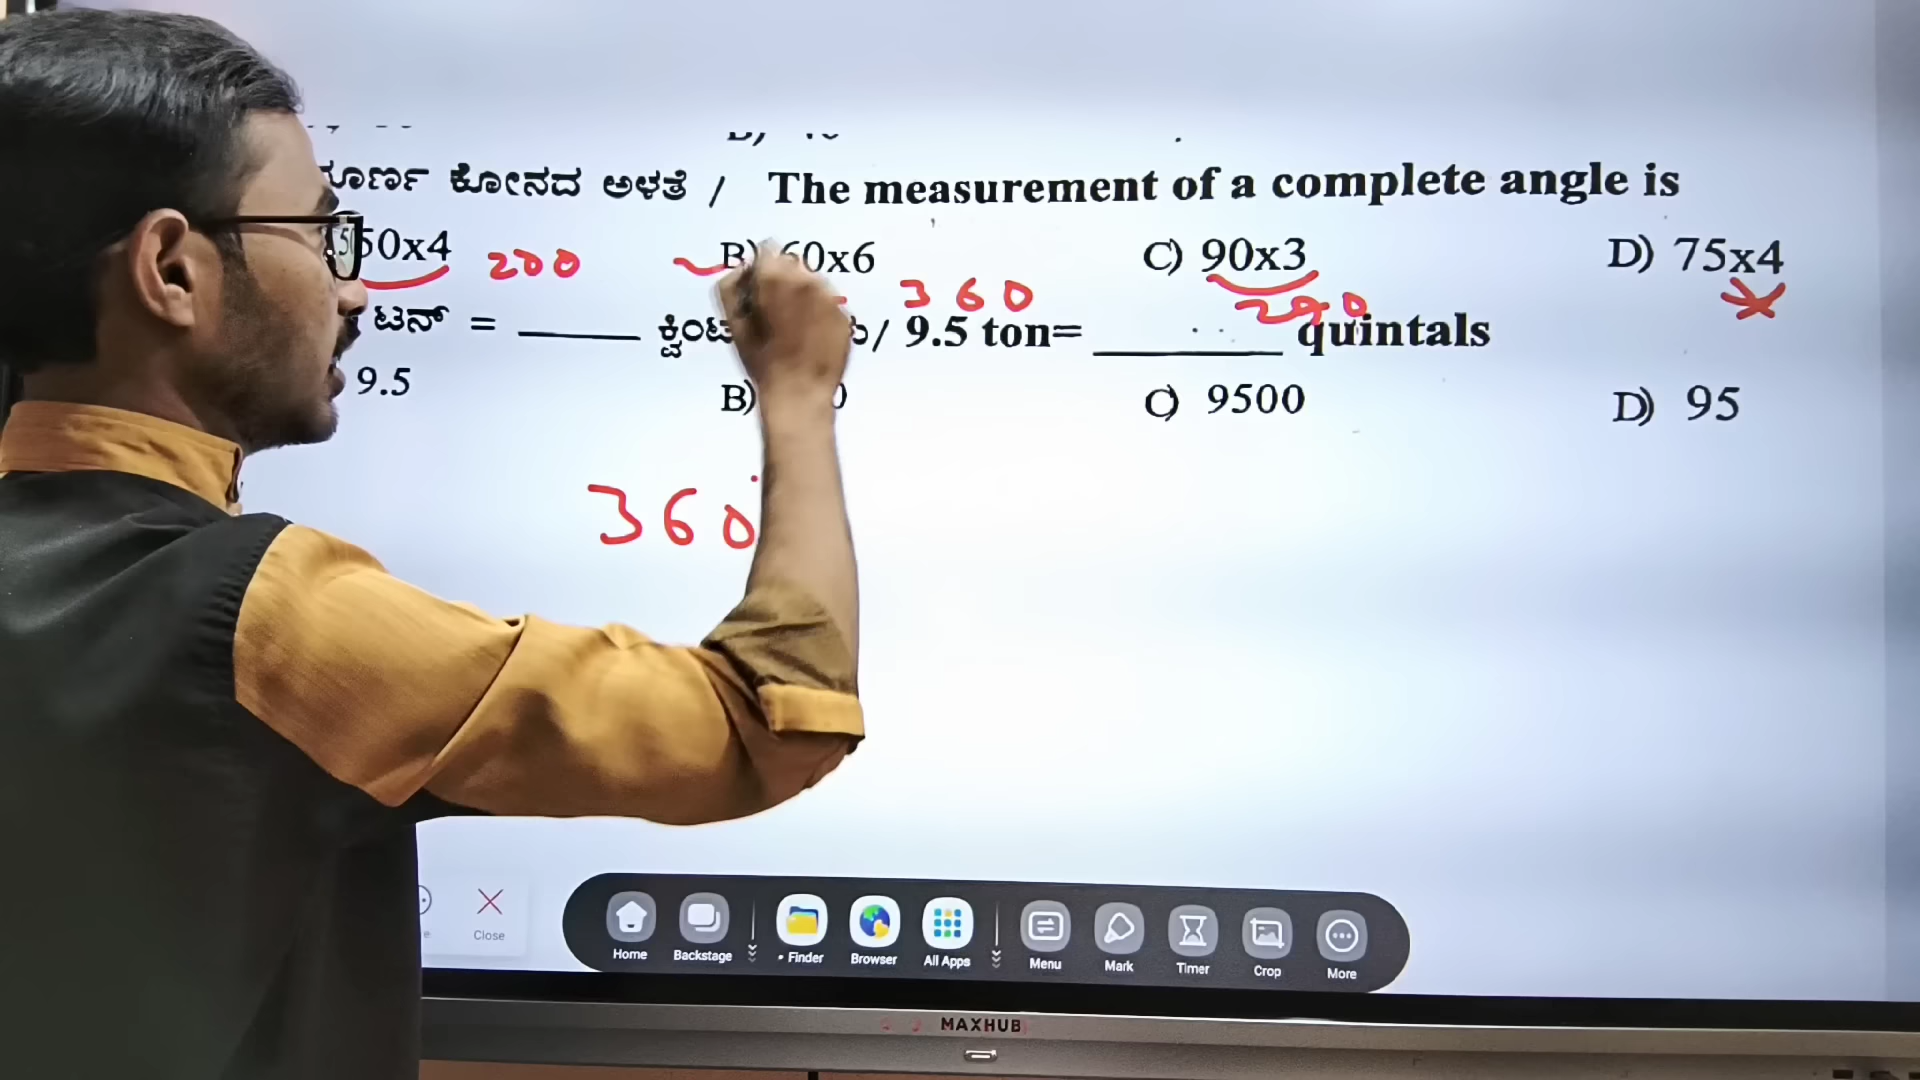 ಕೋನದ ಅಳತೆ / The measurement of a complete angle is
50x4 200 B) 60x6 360 C) 90x3 270 D) 75x4
ಟನ್ = ____ / 9.5 ton= ____ quintals
9.5 B) C) 9500 D) 95
360°
Close
Home Backstage Finder Browser All Apps Menu Mark Timer Crop More
MAXHUB